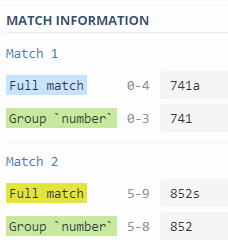 MATCH INFORMATION
Match 1
Full match 0-4 741a
Group `number` 0-3 741
Match 2
Full match 5-9 852s
Group `number` 5-8 852